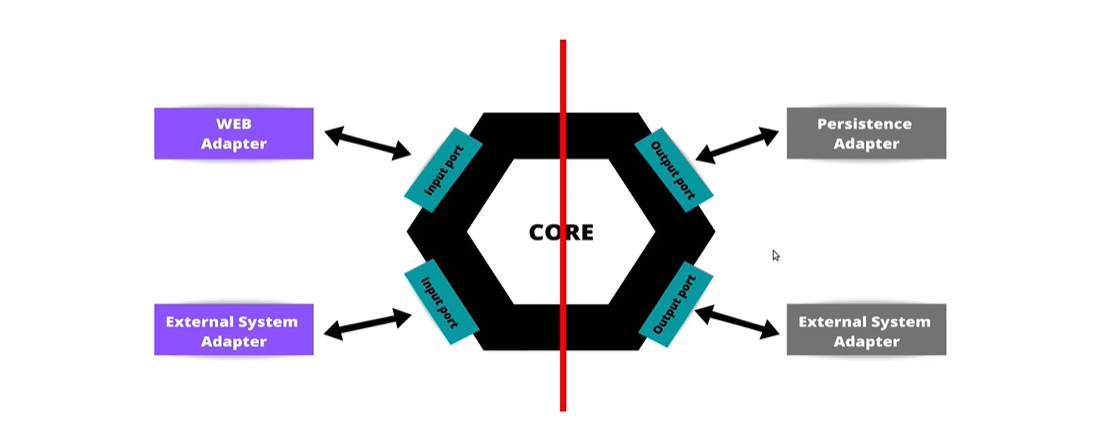 WEB
Adapter
Input port
Output port
Persistence
Adapter
CORE
External System
Adapter
Input port
Output port
External System
Adapter